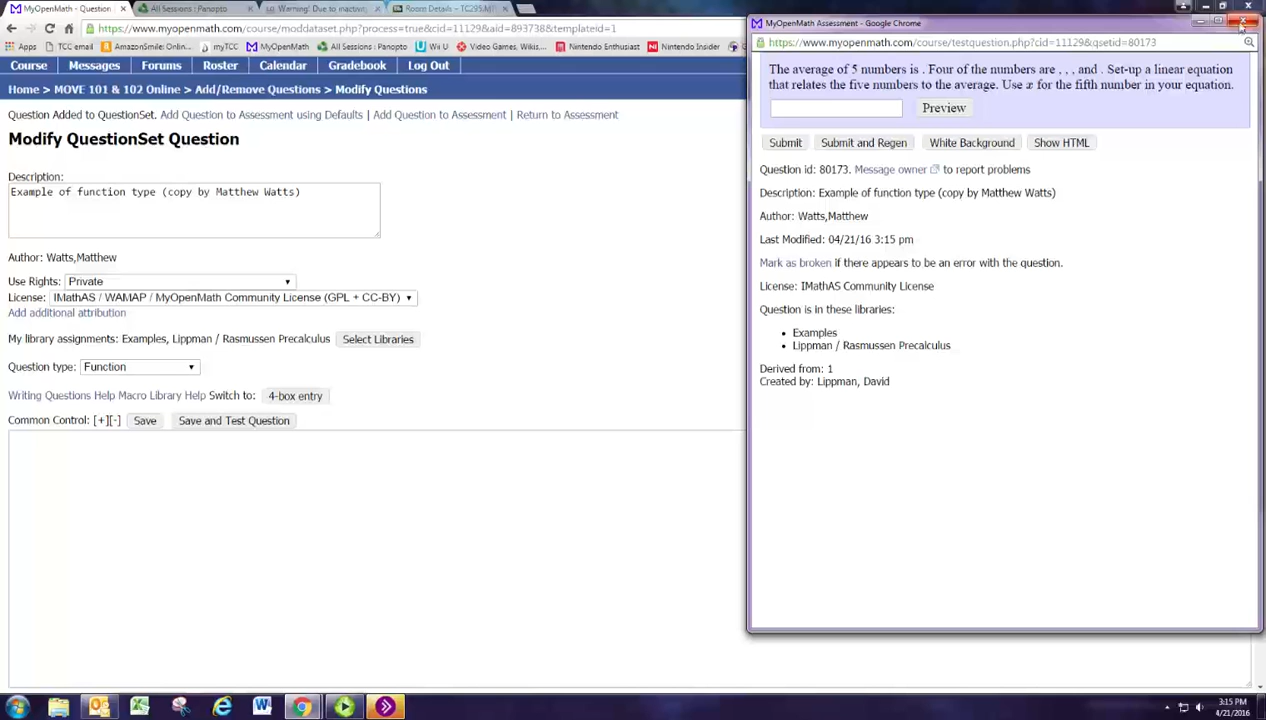 MyOpenMath - Question
All Sessions : Panopto
Warning! Due to inactivi
Room Details – TC295:M
https://www.myopenmath.com/course/moddataset.php?process=true&cid=11129&aid=893738&templateid=1
Apps
TCC email
AmazonSmile: Onlin
myTCC
MyOpenMath
All Sessions : Panopto
Wii U
Video Games, Wikis
Nintendo Enthusiast
Nintendo Insider
Course
Messages
Forums
Roster
Calendar
Gradebook
Log Out
Home > MOVE 101 & 102 Online > Add/Remove Questions > Modify Questions
Question Added to QuestionSet. Add Question to Assessment using Defaults | Add Question to Assessment | Return to Assessment
Modify QuestionSet Question
Description:
Example of function type (copy by Matthew Watts)
Author: Watts,Matthew
Use Rights: Private
License: IMathAS / WAMAP / MyOpenMath Community License (GPL + CC-BY)
Add additional attribution
My library assignments: Examples, Lippman / Rasmussen Precalculus Select Libraries
Question type: Function
Writing Questions Help Macro Library Help Switch to: 4-box entry
Common Control: [+][-] Save Save and Test Question
MyOpenMath Assessment - Google Chrome
https://www.myopenmath.com/course/testquestion.php?cid=11129&qsetid=80173
The average of 5 numbers is . Four of the numbers are , , , and . Set-up a linear equation
that relates the five numbers to the average. Use x for the fifth number in your equation.
Preview
Submit
Submit and Regen
White Background
Show HTML
Question id: 80173. Message owner to report problems
Description: Example of function type (copy by Matthew Watts)
Author: Watts,Matthew
Last Modified: 04/21/16 3:15 pm
Mark as broken if there appears to be an error with the question.
License: IMathAS Community License
Question is in these libraries:
• Examples
• Lippman / Rasmussen Precalculus
Derived from: 1
Created by: Lippman, David
3:15 PM
4/21/2016